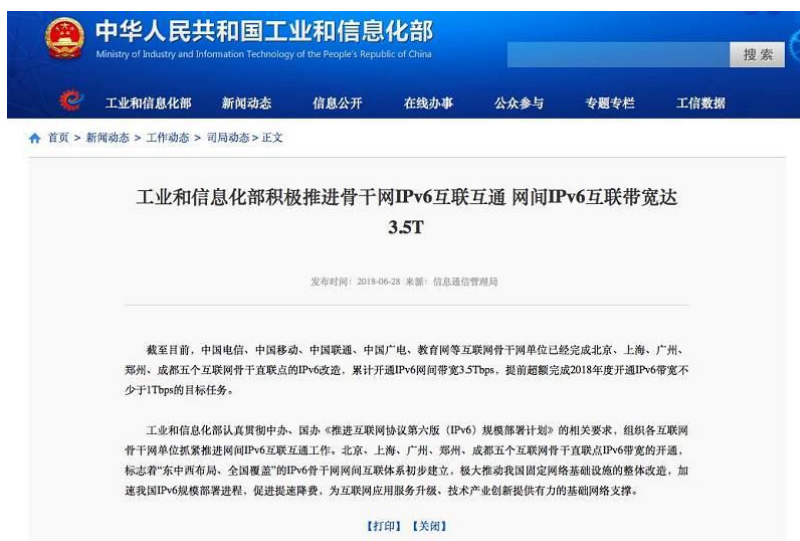 中华人民共和国工业和信息化部
Ministry of Industry and Information Technology of the People's Republic of China
搜 索
工业和信息化部 新闻动态 信息公开 在线办事 公众参与 专题专栏 工信数据
首页 > 新闻动态 > 工作动态 > 司局动态 > 正文
工业和信息化部积极推进骨干网IPv6互联互通 网间IPv6互联带宽达
3.5T
发布时间：2018-06-28 来源：信息通信管理局
截至目前，中国电信、中国移动、中国联通、中国广电、教育网等互联网骨干网单位已经完成北京、上海、广州、
郑州、成都五个互联网骨干直联点的IPv6改造，累计开通IPv6网间带宽3.5Tbps，提前超额完成2018年度开通IPv6带宽不
少于1Tbps的目标任务。
工业和信息化部认真贯彻中办、国办《推进互联网协议第六版（IPv6）规模部署计划》的相关要求，组织各互联网
骨干网单位抓紧推进网间IPv6互联互通工作。北京、上海、广州、郑州、成都五个互联网骨干直联点IPv6带宽的开通，
标志着“东中西布局、全国覆盖”的IPv6骨干网网间互联体系初步建立，极大推动我国固定网络基础设施的整体改造，加
速我国IPv6规模部署进程，促进提速降费，为互联网应用服务升级、技术产业创新提供有力的基础网络支撑。
【打印】 【关闭】